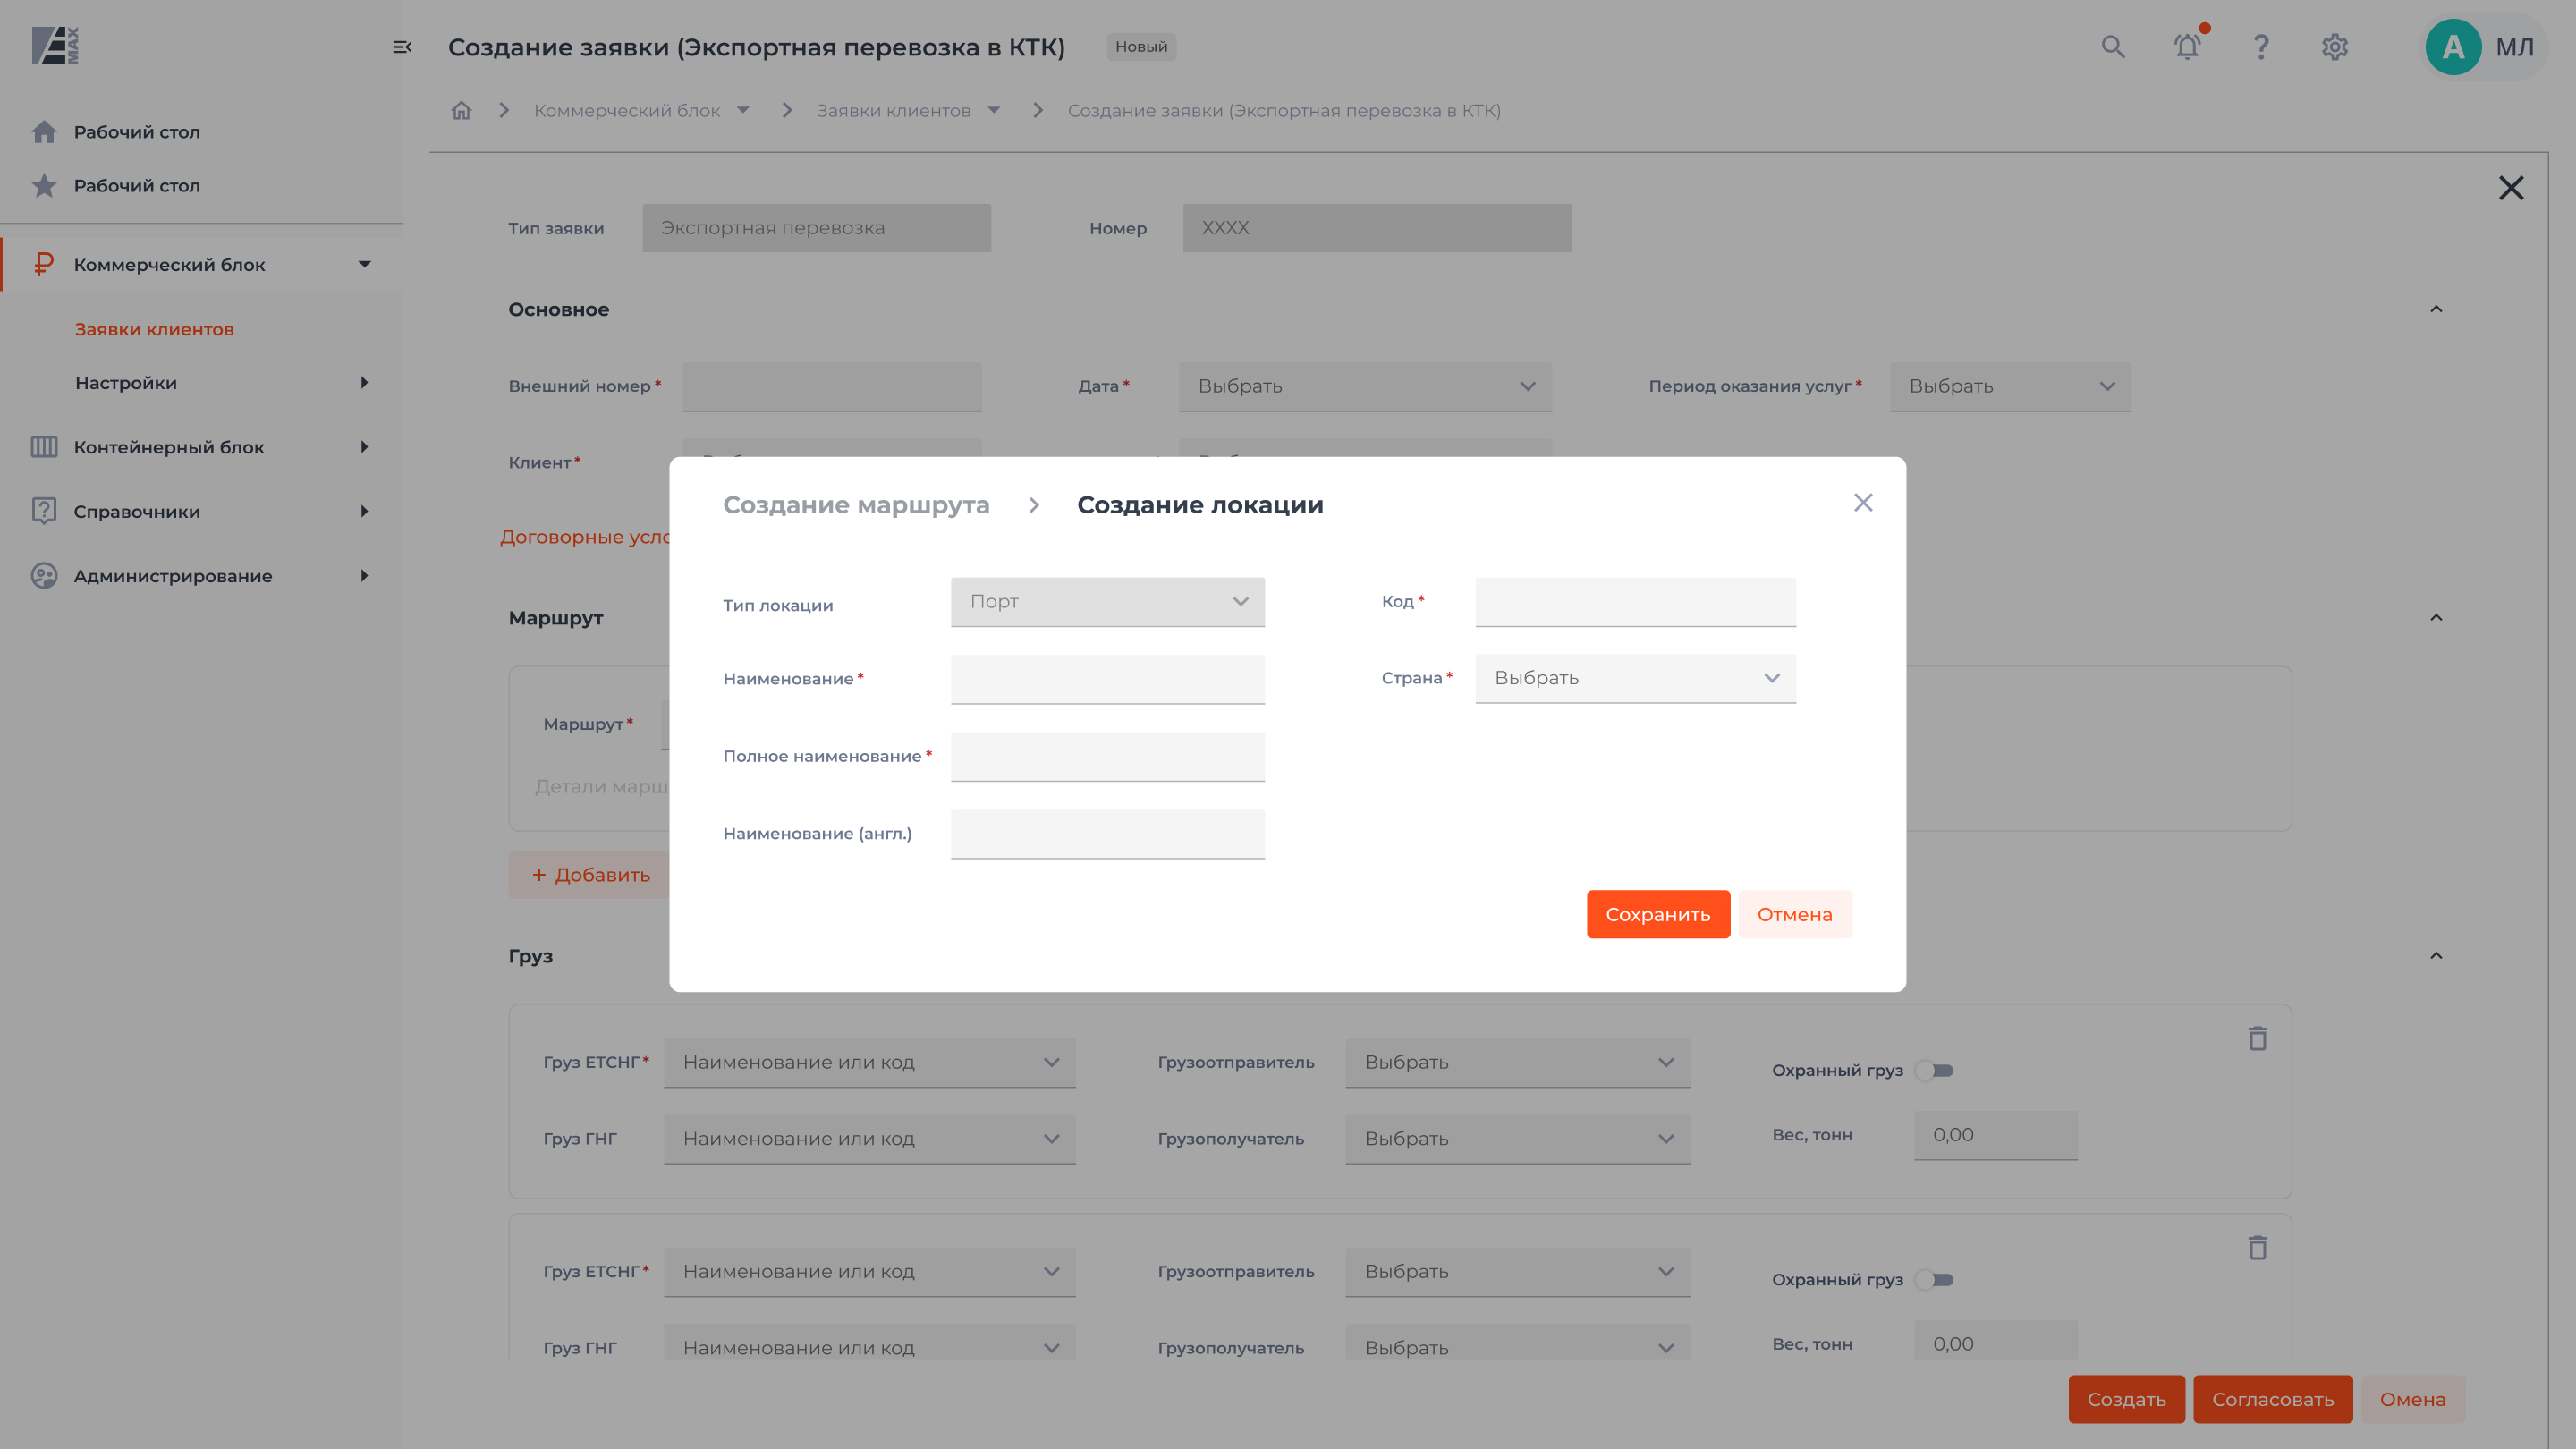 MAX
Создание заявки (Экспортная перевозка в КТК)
Новый
А
МЛ
Коммерческий блок
Заявки клиентов
Создание заявки (Экспортная перевозка в КТК)
Рабочий стол
Рабочий стол
Коммерческий блок
Заявки клиентов
Настройки
Контейнерный блок
Справочники
Администрирование
Тип заявки
Экспортная перевозка
Номер
XXXX
Основное
Внешний номер*
Дата*
Выбрать
Период оказания услуг*
Выбрать
Клиент*
Договорные усло
Создание маршрута
Создание локации
Тип локации
Порт
Код*
Наименование*
Страна*
Выбрать
Полное наименование*
Наименование (англ.)
Сохранить
Отмена
Маршрут
Маршрут*
Детали марш
+ Добавить
Груз
Груз ЕТСНГ*
Наименование или код
Грузоотправитель
Выбрать
Охранный груз
Груз ГНГ
Наименование или код
Грузополучатель
Выбрать
Вес, тонн
0,00
Груз ЕТСНГ*
Наименование или код
Грузоотправитель
Выбрать
Охранный груз
Груз ГНГ
Наименование или код
Грузополучатель
Выбрать
Вес, тонн
0,00
Создать
Согласовать
Омена